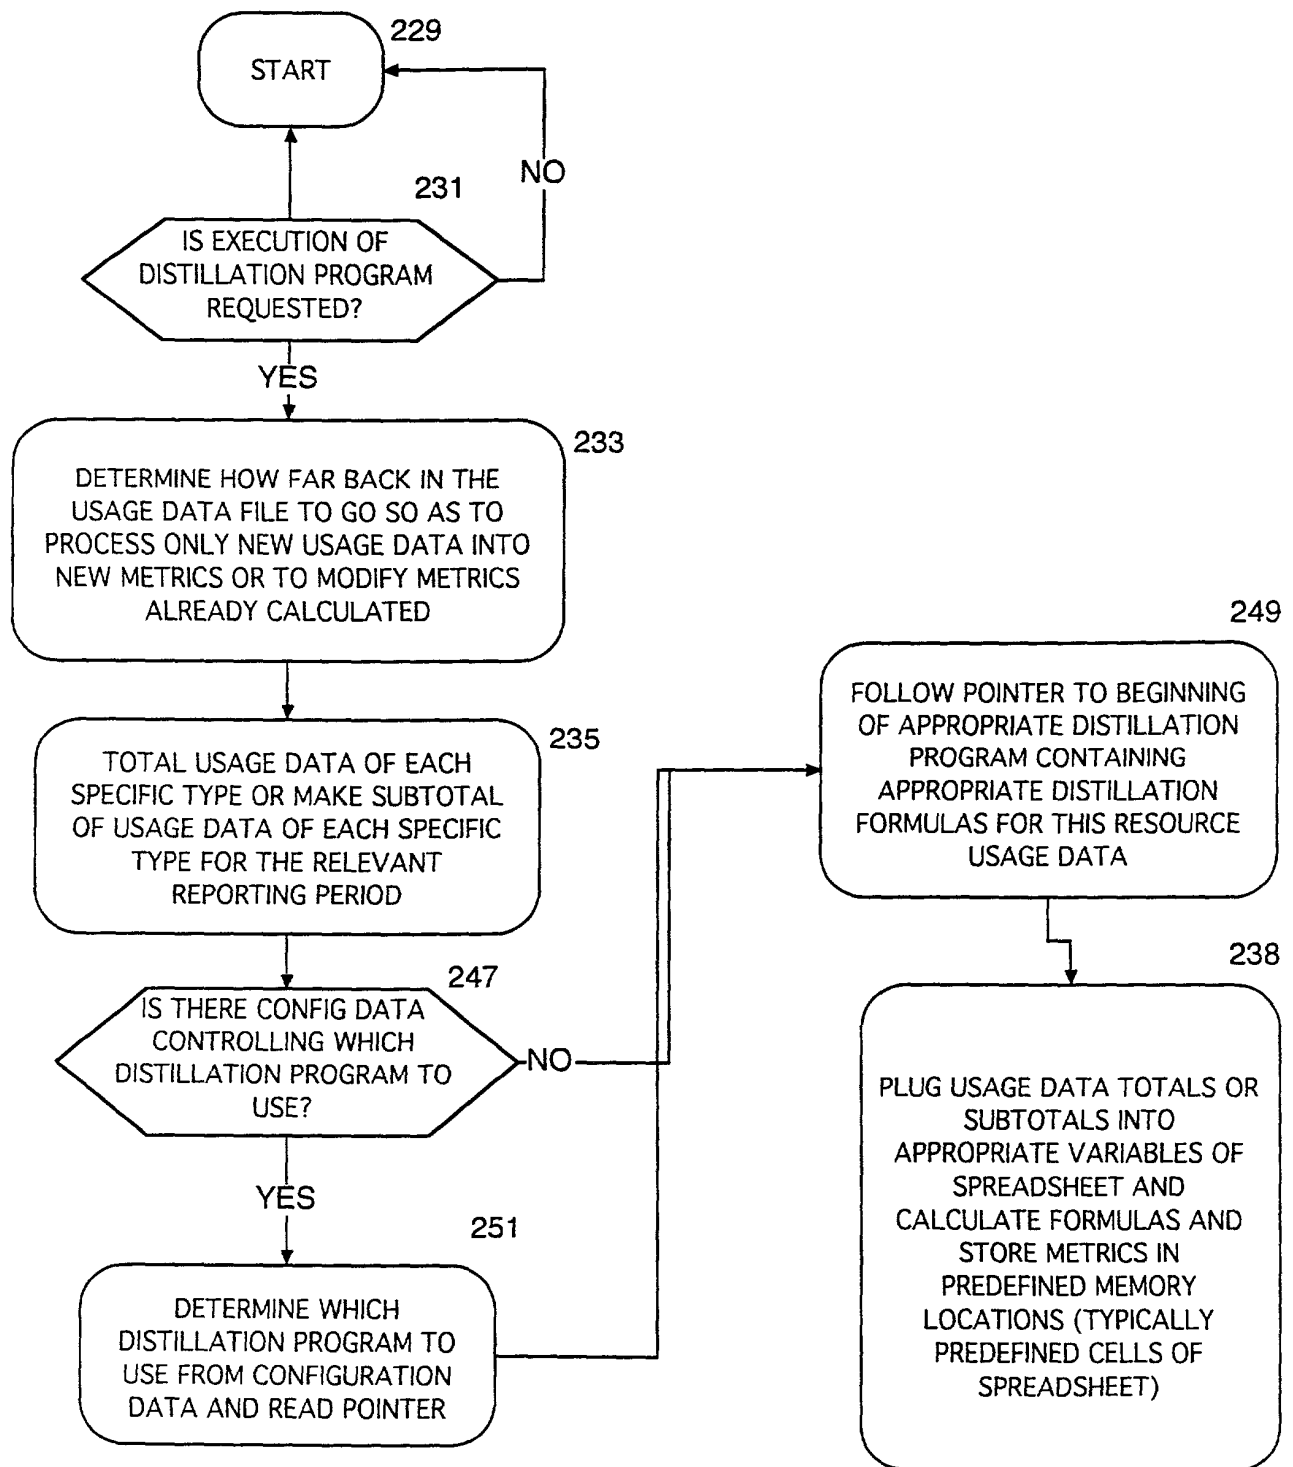 229
START
NO
231
IS EXECUTION OF
DISTILLATION PROGRAM
REQUESTED?
YES
233
DETERMINE HOW FAR BACK IN THE
USAGE DATA FILE TO GO SO AS TO
PROCESS ONLY NEW USAGE DATA INTO
NEW METRICS OR TO MODIFY METRICS
ALREADY CALCULATED
235
TOTAL USAGE DATA OF EACH
SPECIFIC TYPE OR MAKE SUBTOTAL
OF USAGE DATA OF EACH SPECIFIC
TYPE FOR THE RELEVANT
REPORTING PERIOD
247
IS THERE CONFIG DATA
CONTROLLING WHICH
DISTILLATION PROGRAM TO
USE?
NO
YES
251
DETERMINE WHICH
DISTILLATION PROGRAM TO
USE FROM CONFIGURATION
DATA AND READ POINTER
249
FOLLOW POINTER TO BEGINNING
OF APPROPRIATE DISTILLATION
PROGRAM CONTAINING
APPROPRIATE DISTILLATION
FORMULAS FOR THIS RESOURCE
USAGE DATA
238
PLUG USAGE DATA TOTALS OR
SUBTOTALS INTO
APPROPRIATE VARIABLES OF
SPREADSHEET AND
CALCULATE FORMULAS AND
STORE METRICS IN
PREDEFINED MEMORY
LOCATIONS (TYPICALLY
PREDEFINED CELLS OF
SPREADSHEET)